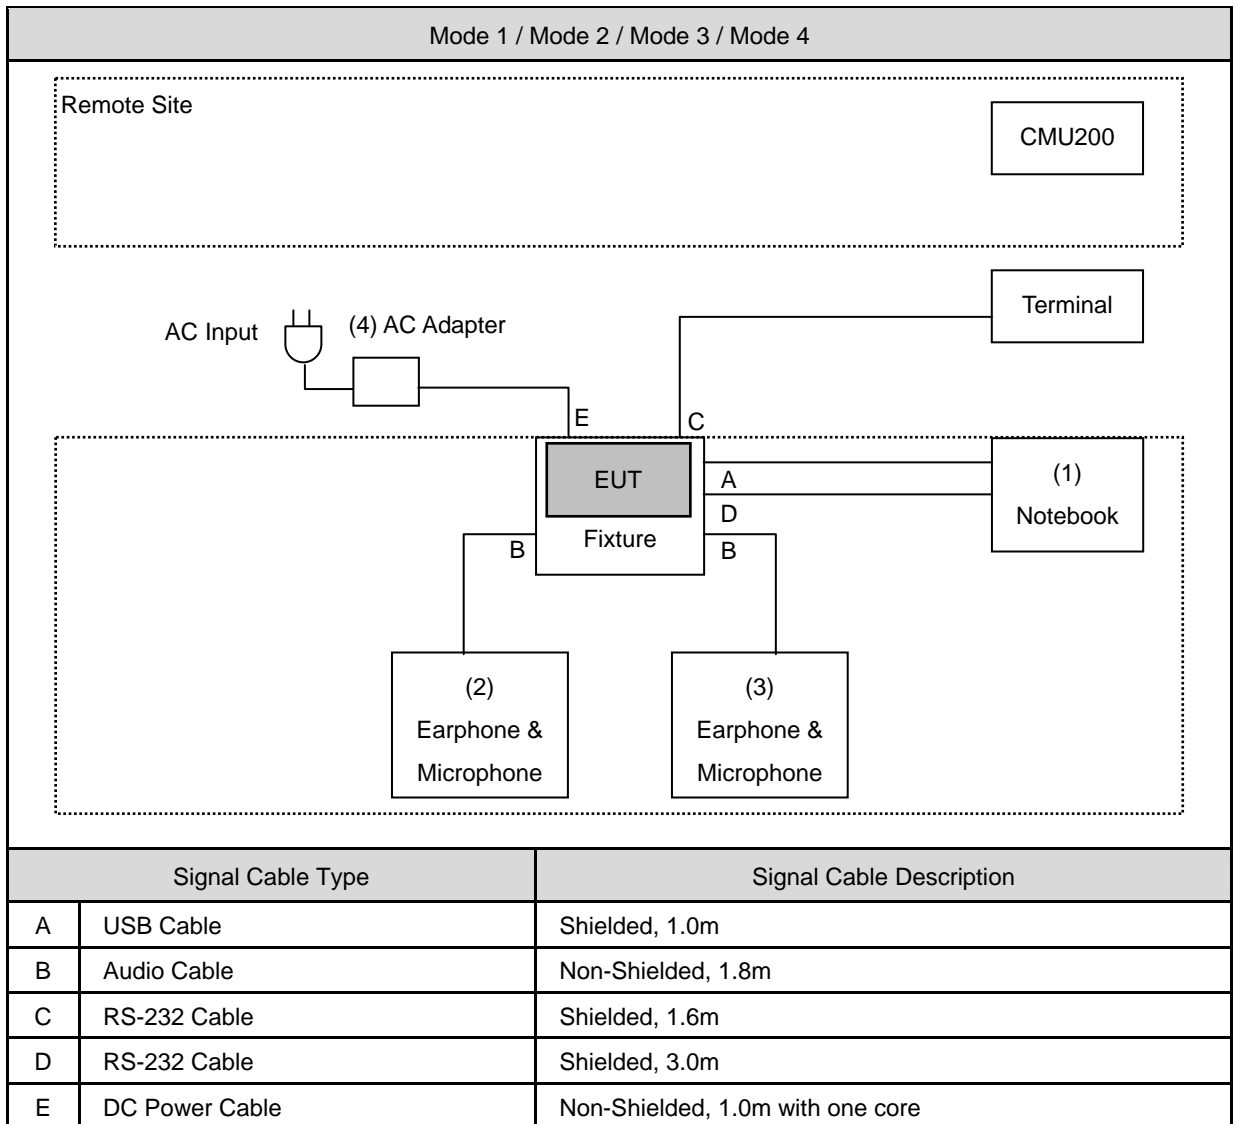 Mode 1 / Mode 2 / Mode 3 / Mode 4
Remote Site
CMU200
Terminal
AC Input
(4) AC Adapter
E
C
EUT
Fixture
A
D
B
B
(1)
Notebook
(2)
Earphone &
Microphone
(3)
Earphone &
Microphone
Signal Cable Type
Signal Cable Description
A
USB Cable
Shielded, 1.0m
B
Audio Cable
Non-Shielded, 1.8m
C
RS-232 Cable
Shielded, 1.6m
D
RS-232 Cable
Shielded, 3.0m
E
DC Power Cable
Non-Shielded, 1.0m with one core